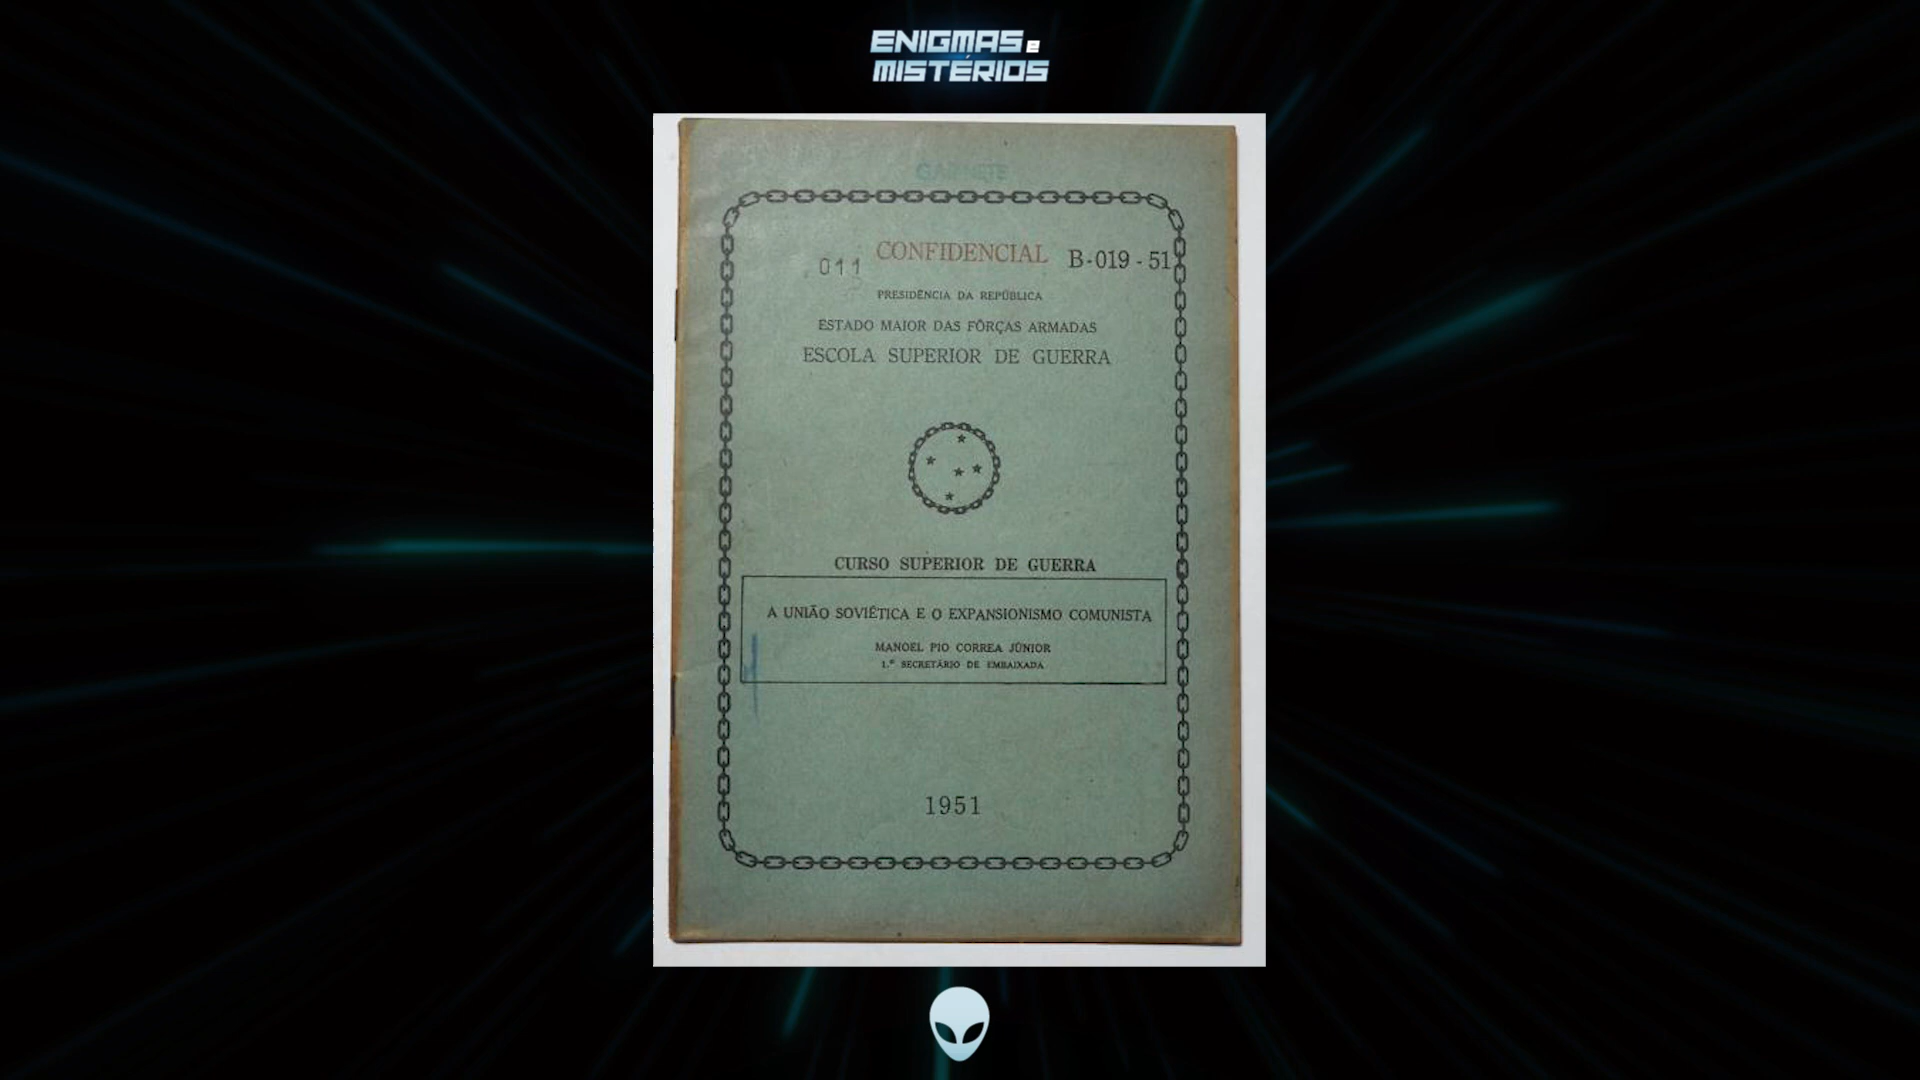 ENIGMAS e
MISTÉRIOS
GABINETE
CONFIDENCIAL
011
B-019-51
PRESIDÊNCIA DA REPÚBLICA
ESTADO MAIOR DAS FÔRÇAS ARMADAS
ESCOLA SUPERIOR DE GUERRA
CURSO SUPERIOR DE GUERRA
A UNIÃO SOVIÉTICA E O EXPANSIONISMO COMUNISTA
MANOEL PIO CORREA JÚNIOR
1.º SECRETÁRIO DE EMBAIXADA
1951